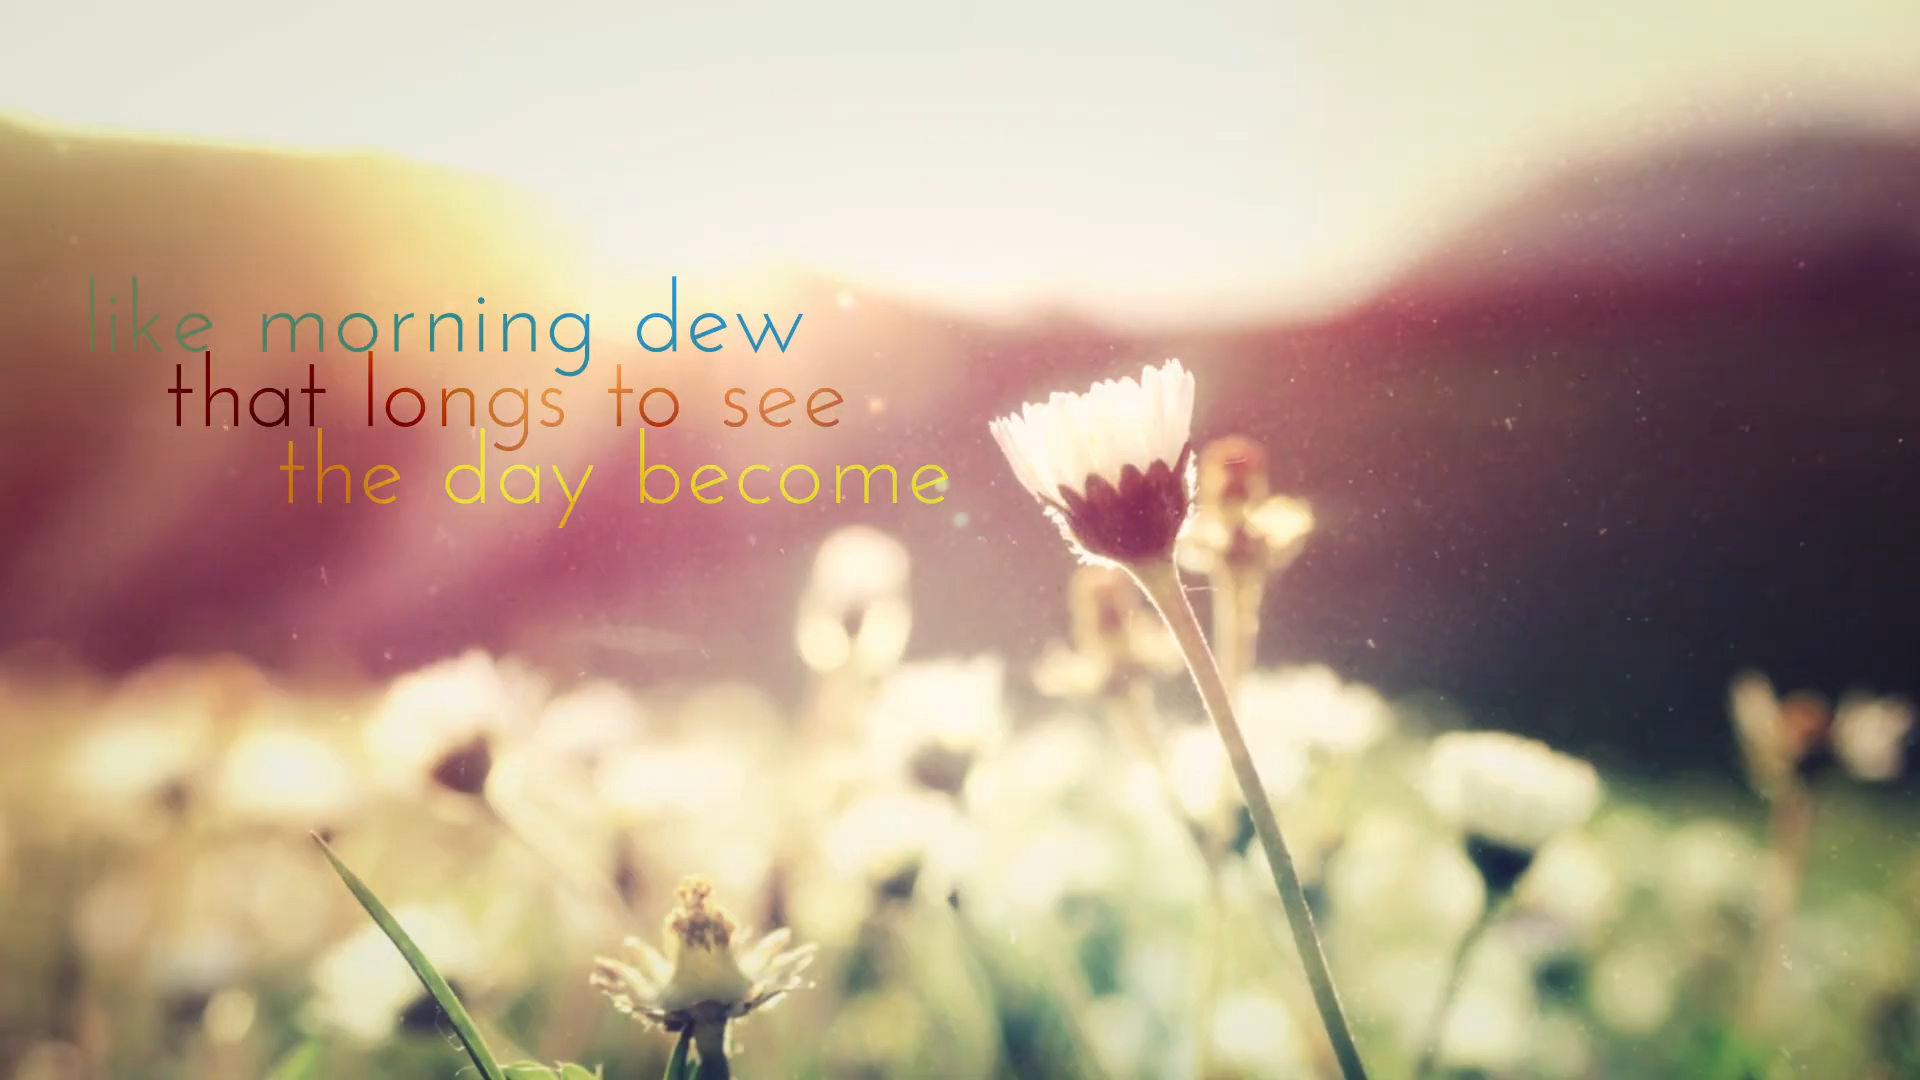 like morning dew
that longs to see
the day become